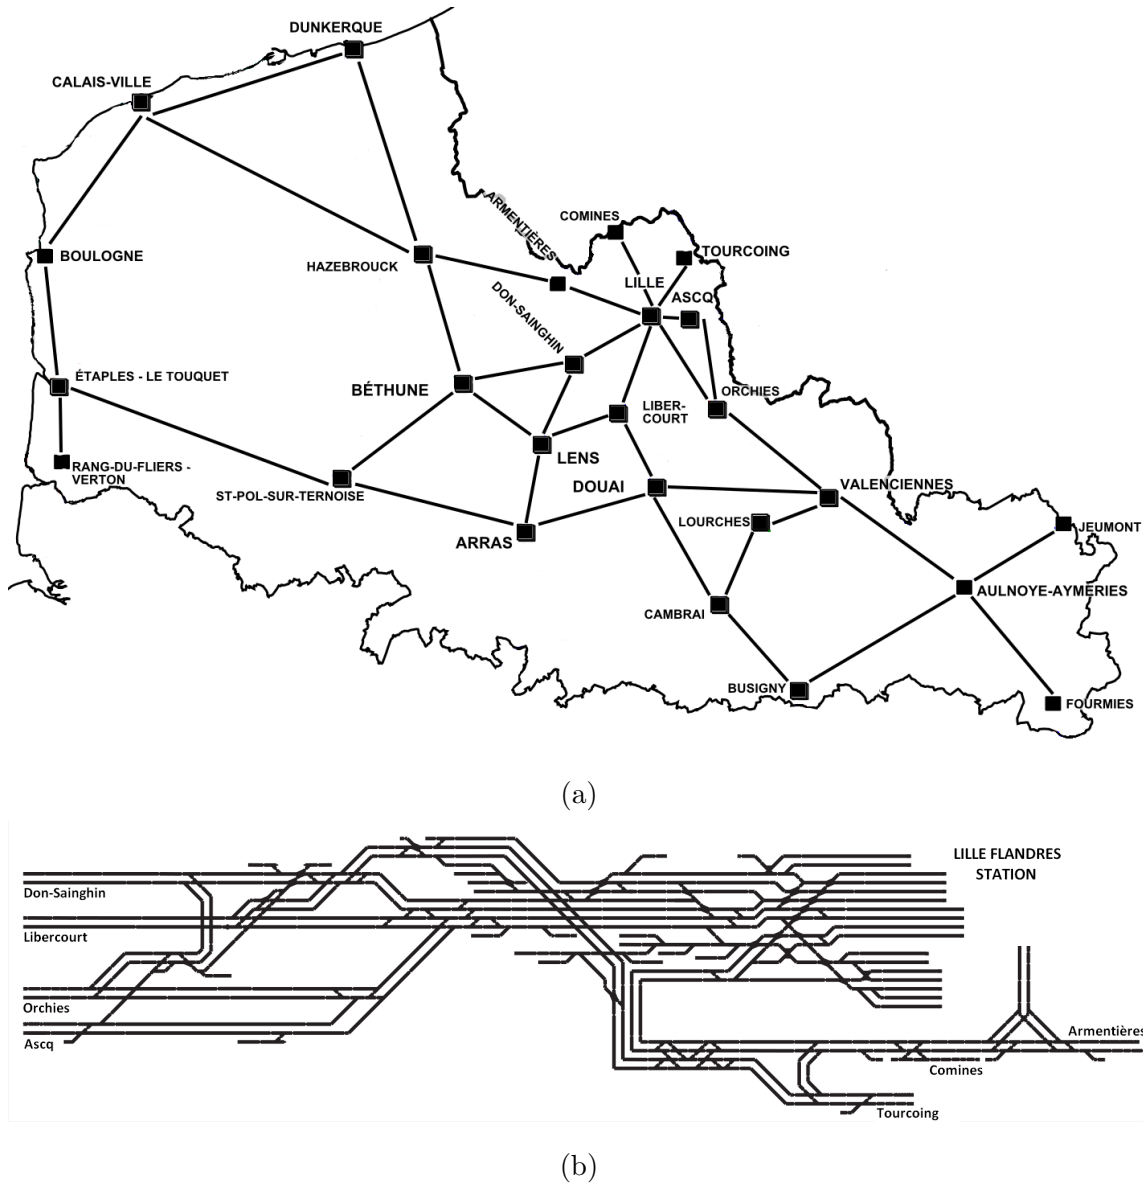 DUNKERQUE
CALAIS-VILLE
ARMENTIÈRES
COMINES
BOULOGNE
HAZEBROUCK
TOURCOING
LILLE
ASCQ
DON-SAINGHIN
ÉTAPLES - LE TOUQUET
BÉTHUNE
ORCHIES
LIBER-
COURT
LENS
RANG-DU-FLIERS -
VERTON
ST-POL-SUR-TERNOISE
DOUAI
VALENCIENNES
LOURCHES
JEUMONT
ARRAS
AULNOYE-AYMERIES
CAMBRAI
BUSIGNY
FOURMIES
(a)
LILLE FLANDRES
STATION
Don-Sainghin
Libercourt
Orchies
Ascq
Armentières
Comines
Tourcoing
(b)